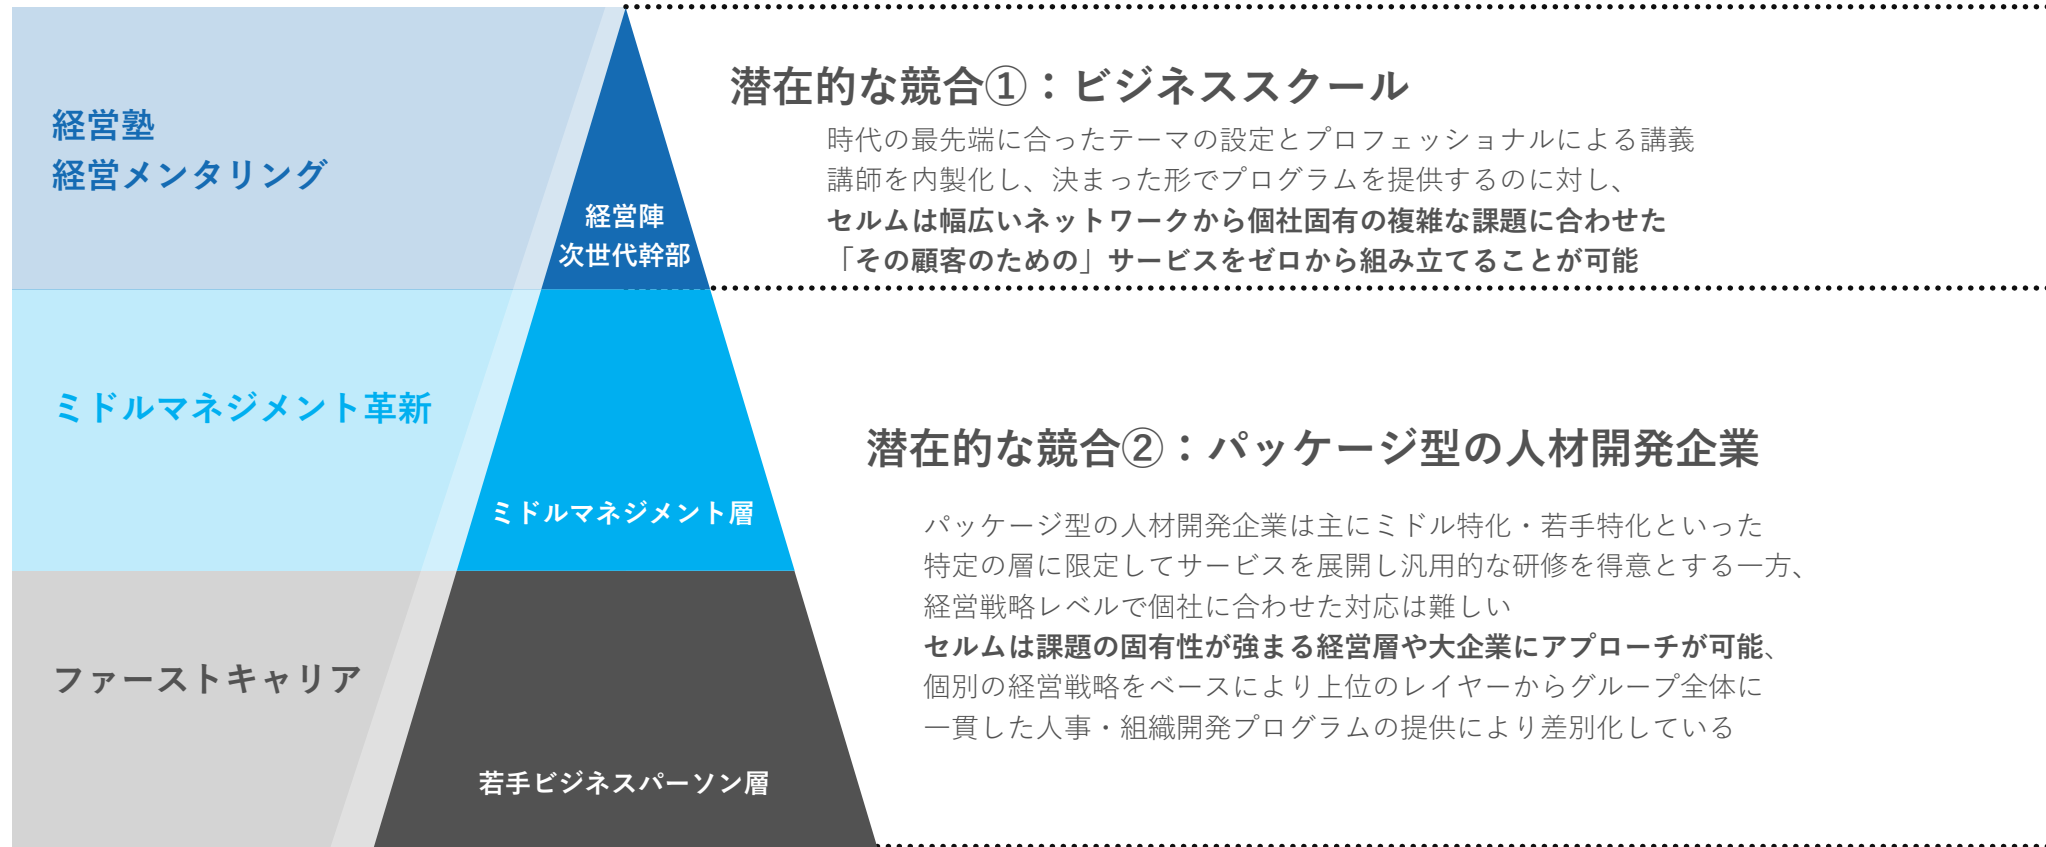 経営塾
経営メンタリング
経営陣
次世代幹部
潜在的な競合①：ビジネススクール
時代の最先端に合ったテーマの設定とプロフェッショナルによる講義
講師を内製化し、決まった形でプログラムを提供するのに対し、
セルムは幅広いネットワークから個社固有の複雑な課題に合わせた
「その顧客のための」サービスをゼロから組み立てることが可能
ミドルマネジメント革新
ミドルマネジメント層
潜在的な競合②：パッケージ型の人材開発企業
パッケージ型の人材開発企業は主にミドル特化・若手特化といった
特定の層に限定してサービスを展開し汎用的な研修を得意とする一方、
経営戦略レベルで個社に合わせた対応は難しい
セルムは課題の固有性が強まる経営層や大企業にアプローチが可能、
個別の経営戦略をベースにより上位のレイヤーからグループ全体に
一貫した人事・組織開発プログラムの提供により差別化している
ファーストキャリア
若手ビジネスパーソン層